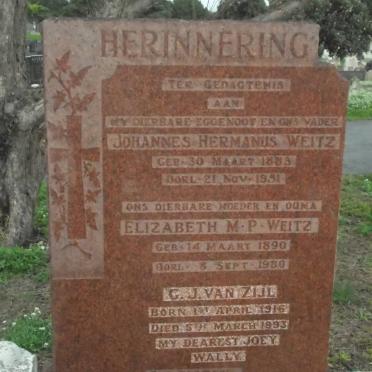 HERINNERING
TER GEDAGTENIS
AAN
MY DIERBARE EGGENOOT EN ONS VADER
JOHANNES HERMANUS WEITZ
GEB. 30 MAART 1883
OORL. 21 NOV. 1951
ONS DIERBARE MOEDER EN OUMA
ELIZABETH M. P. WEITZ
GEB. 14 MAART 1890
OORL. 8 SEPT. 1980
G. J. VAN ZIJL
BORN 1ST APRIL 1916
DIED 5TH MARCH 1993
MY DEAREST JOEY
WALLY